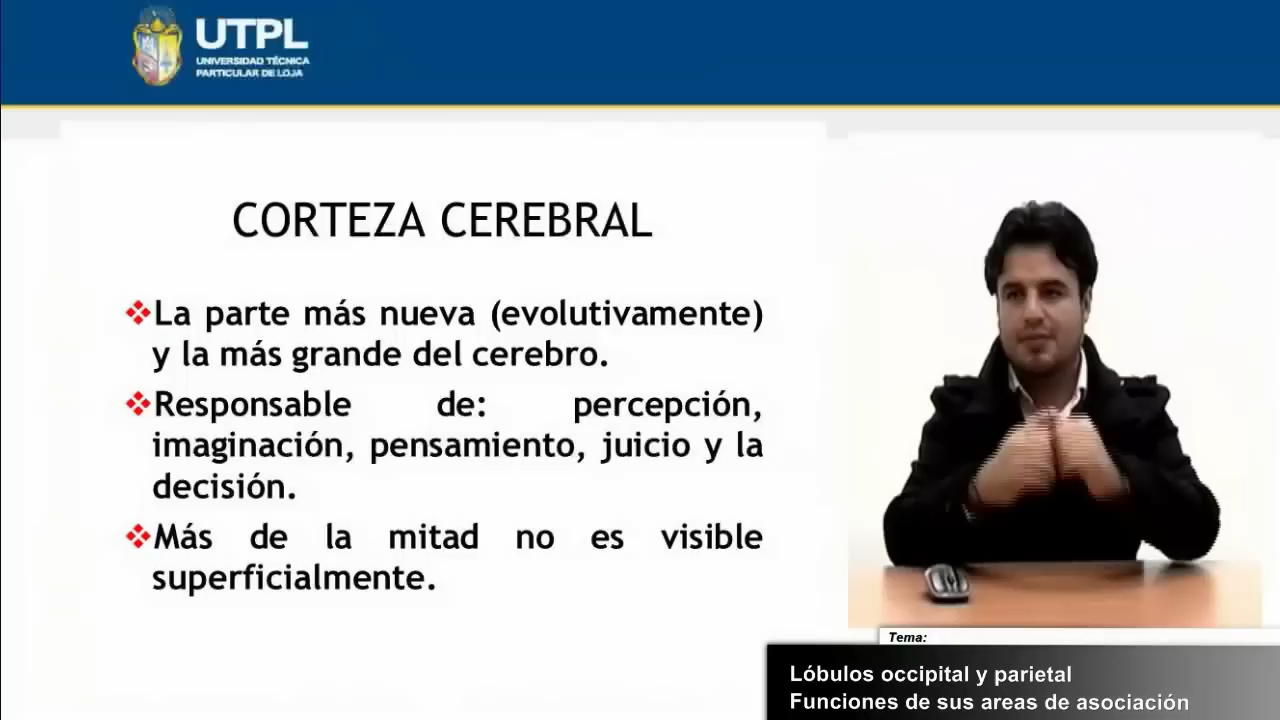 UTPL
UNIVERSIDAD TÉCNICA
PARTICULAR DE LOJA
CORTEZA CEREBRAL
La parte más nueva (evolutivamente)
y la más grande del cerebro.
Responsable de: percepción,
imaginación, pensamiento, juicio y la
decisión.
Más de la mitad no es visible
superficialmente.
Tema:
Lóbulos occipital y parietal
Funciones de sus areas de asociación